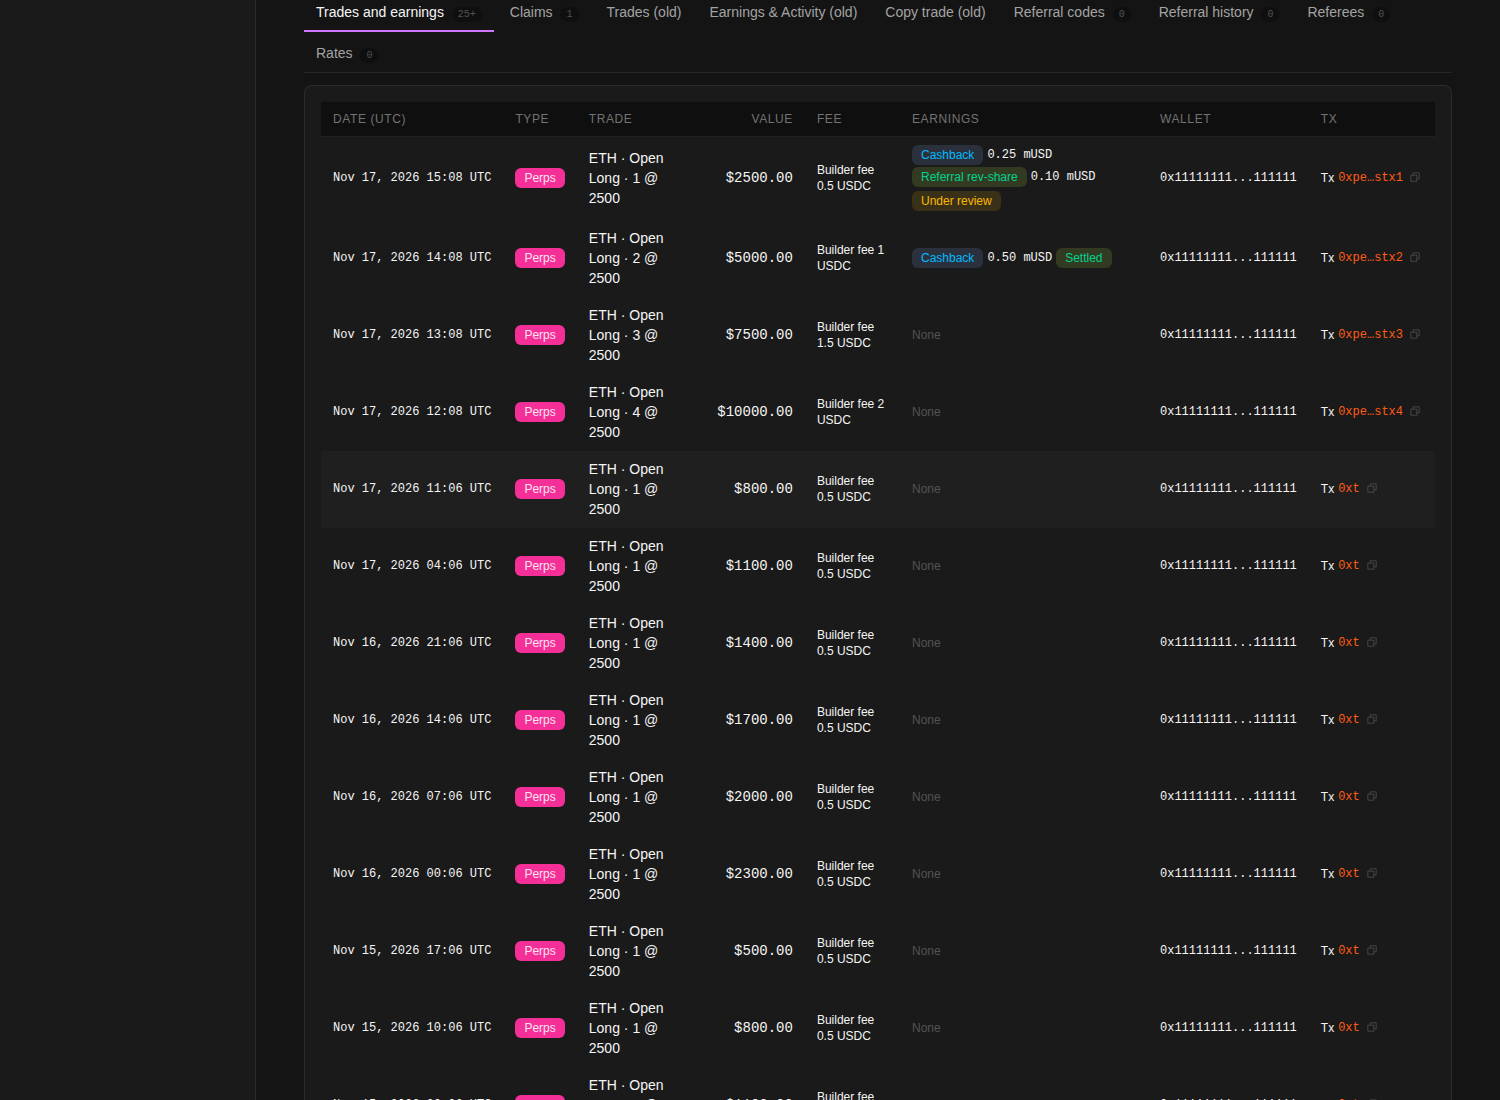 Trades and earnings 25+ Claims 1 Trades (old) Earnings & Activity (old) Copy trade (old) Referral codes 0 Referral history 0 Referees 0
Rates 0
DATE (UTC) TYPE TRADE VALUE FEE EARNINGS WALLET TX
Nov 17, 2026 15:08 UTC Perps ETH · Open Long · 1 @ 2500 $2500.00 Builder fee 0.5 USDC Cashback 0.25 mUSD Referral rev-share 0.10 mUSD Under review 0x11111111...111111 Tx 0xpe…stx1
Nov 17, 2026 14:08 UTC Perps ETH · Open Long · 2 @ 2500 $5000.00 Builder fee 1 USDC Cashback 0.50 mUSD Settled 0x11111111...111111 Tx 0xpe…stx2
Nov 17, 2026 13:08 UTC Perps ETH · Open Long · 3 @ 2500 $7500.00 Builder fee 1.5 USDC None 0x11111111...111111 Tx 0xpe…stx3
Nov 17, 2026 12:08 UTC Perps ETH · Open Long · 4 @ 2500 $10000.00 Builder fee 2 USDC None 0x11111111...111111 Tx 0xpe…stx4
Nov 17, 2026 11:06 UTC Perps ETH · Open Long · 1 @ 2500 $800.00 Builder fee 0.5 USDC None 0x11111111...111111 Tx 0xt
Nov 17, 2026 04:06 UTC Perps ETH · Open Long · 1 @ 2500 $1100.00 Builder fee 0.5 USDC None 0x11111111...111111 Tx 0xt
Nov 16, 2026 21:06 UTC Perps ETH · Open Long · 1 @ 2500 $1400.00 Builder fee 0.5 USDC None 0x11111111...111111 Tx 0xt
Nov 16, 2026 14:06 UTC Perps ETH · Open Long · 1 @ 2500 $1700.00 Builder fee 0.5 USDC None 0x11111111...111111 Tx 0xt
Nov 16, 2026 07:06 UTC Perps ETH · Open Long · 1 @ 2500 $2000.00 Builder fee 0.5 USDC None 0x11111111...111111 Tx 0xt
Nov 16, 2026 00:06 UTC Perps ETH · Open Long · 1 @ 2500 $2300.00 Builder fee 0.5 USDC None 0x11111111...111111 Tx 0xt
Nov 15, 2026 17:06 UTC Perps ETH · Open Long · 1 @ 2500 $500.00 Builder fee 0.5 USDC None 0x11111111...111111 Tx 0xt
Nov 15, 2026 10:06 UTC Perps ETH · Open Long · 1 @ 2500 $800.00 Builder fee 0.5 USDC None 0x11111111...111111 Tx 0xt
ETH · Open
Builder fee